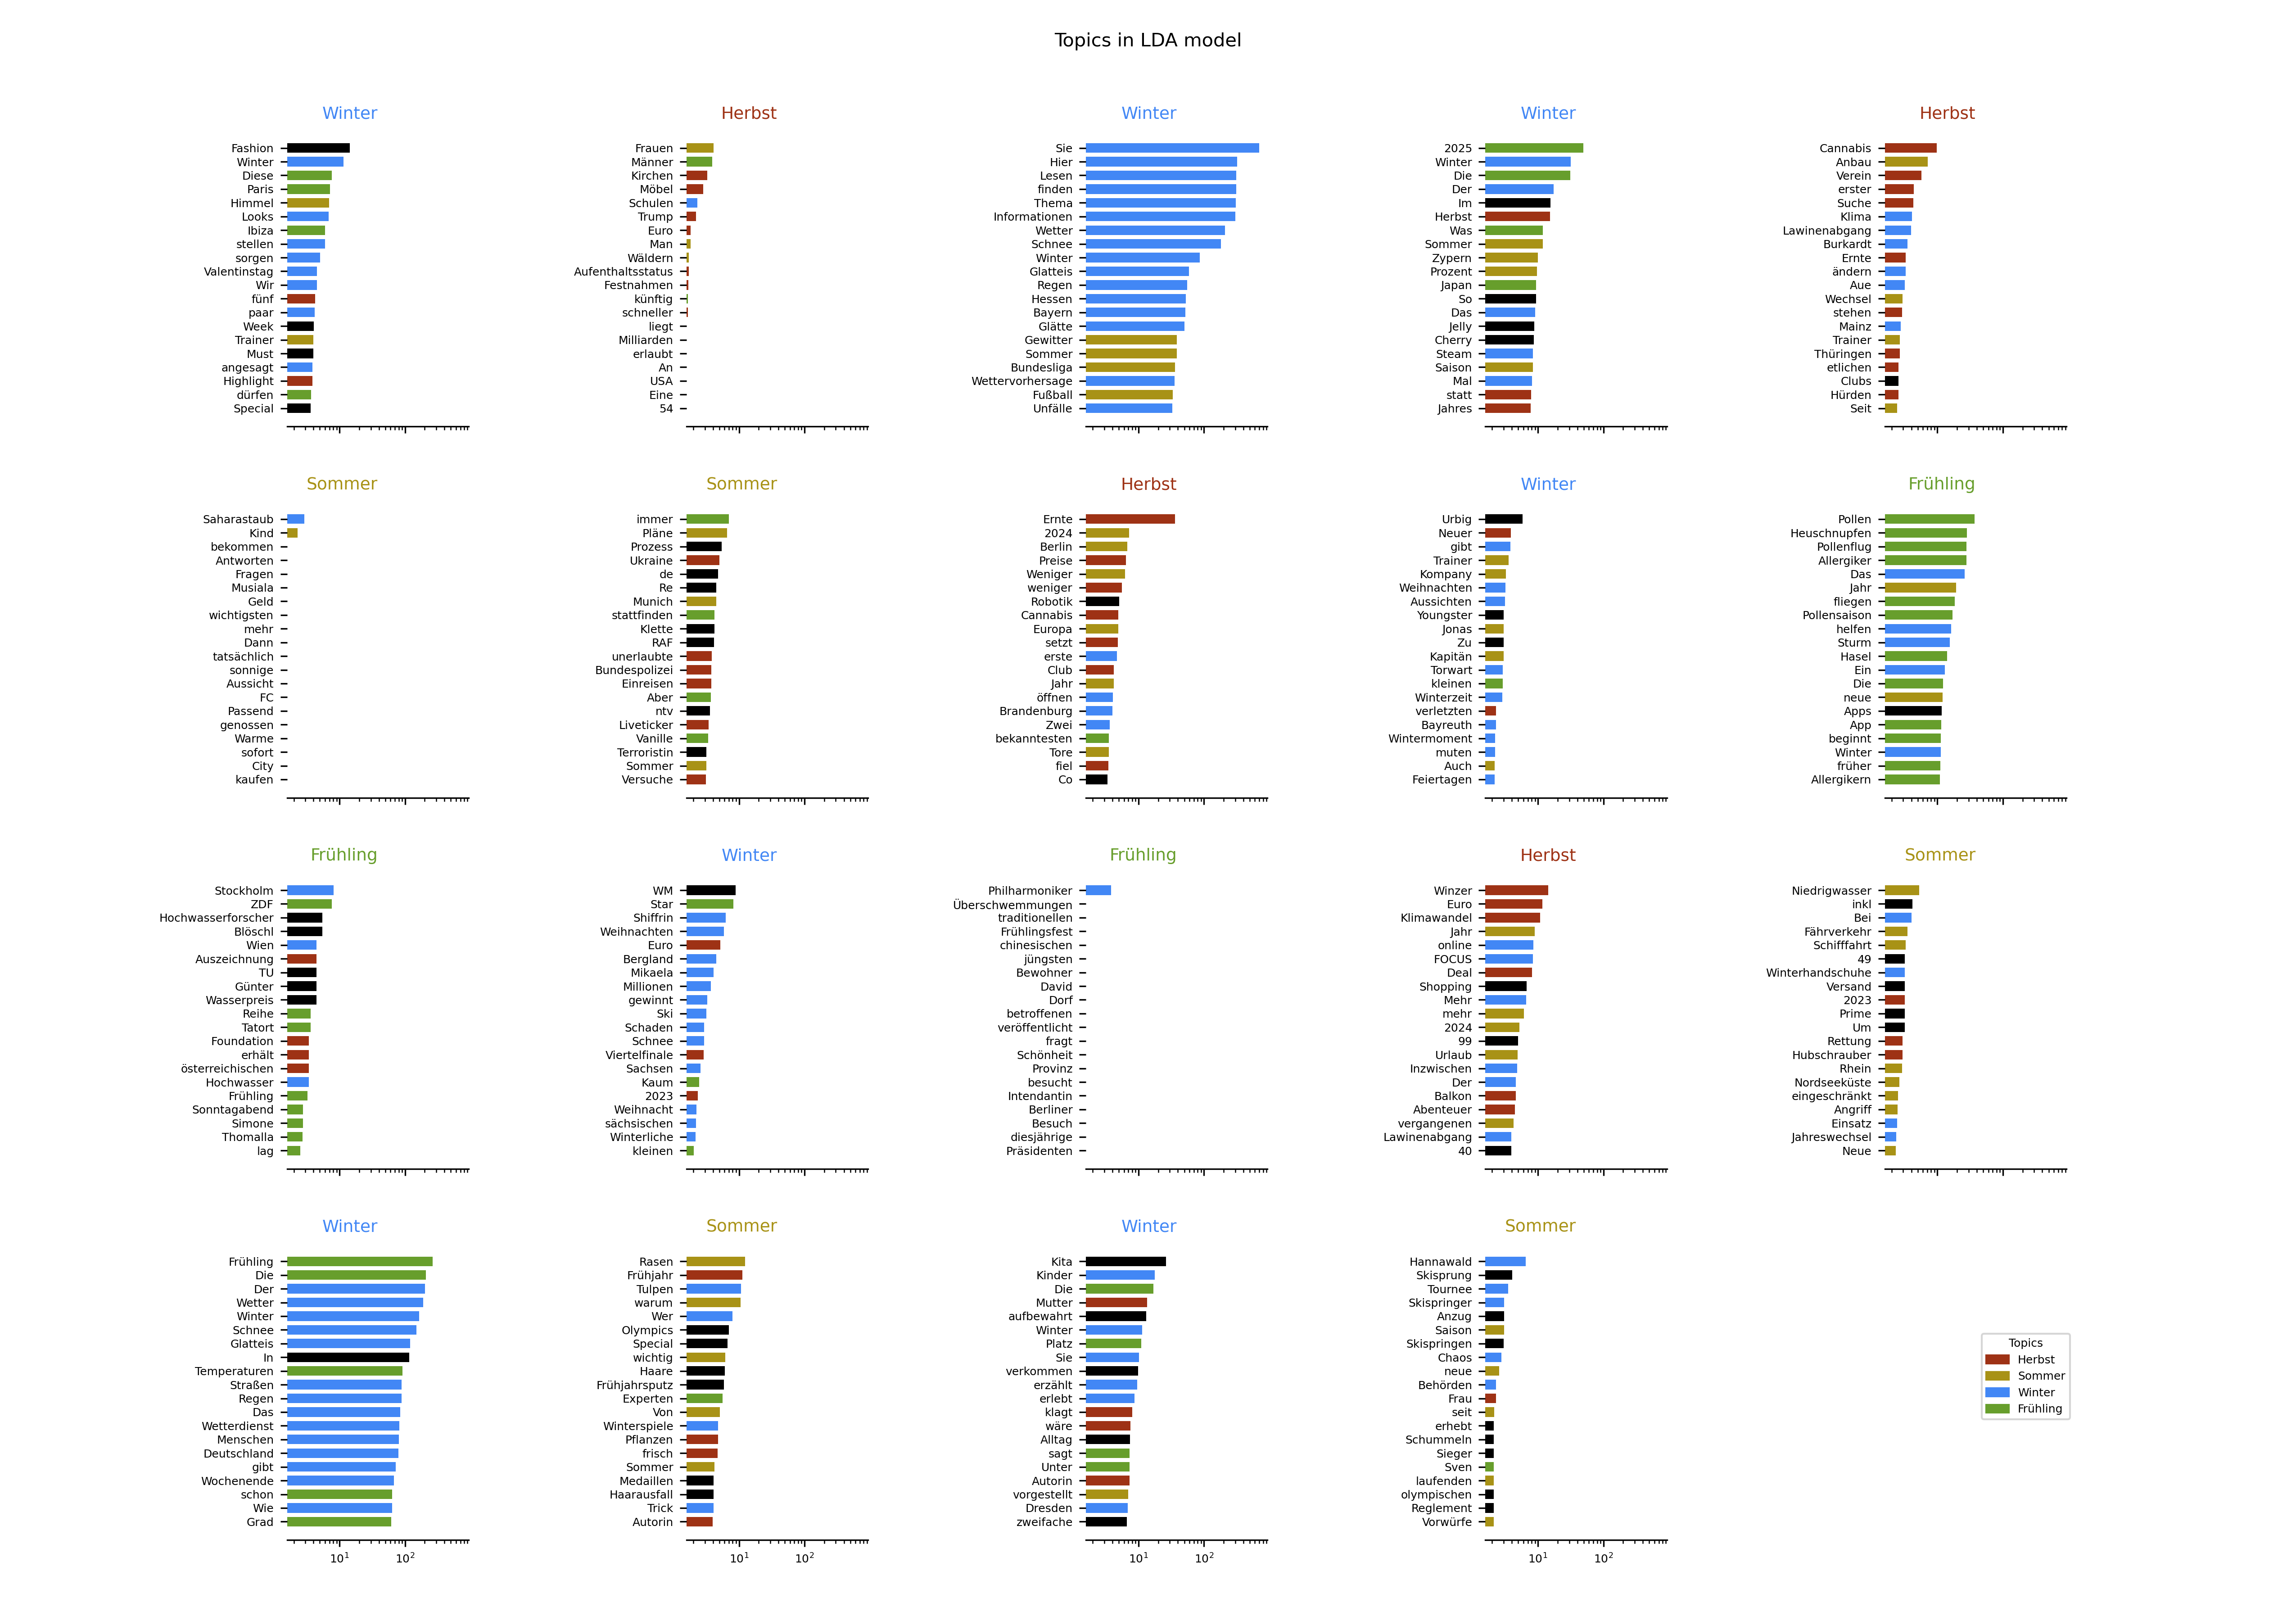 Topics in LDA model
Winter
Fashion
Winter
Diese
Paris
Himmel
Looks
Ibiza
stellen
sorgen
Valentinstag
Wir
fünf
paar
Week
Trainer
Must
angesagt
Highlight
dürfen
Special
Herbst
Frauen
Männer
Kirchen
Möbel
Schulen
Trump
Euro
Man
Wäldern
Aufenthaltsstatus
Festnahmen
künftig
schneller
liegt
Milliarden
erlaubt
An
USA
Eine
54
Winter
Sie
Hier
Lesen
finden
Thema
Informationen
Wetter
Schnee
Winter
Glatteis
Regen
Hessen
Bayern
Glätte
Gewitter
Sommer
Bundesliga
Wettervorhersage
Fußball
Unfälle
Winter
2025
Winter
Die
Der
Im
Herbst
Was
Sommer
Zypern
Prozent
Japan
So
Das
Jelly
Cherry
Steam
Saison
Mal
statt
Jahres
Herbst
Cannabis
Anbau
Verein
erster
Suche
Klima
Lawinenabgang
Burkardt
Ernte
ändern
Aue
Wechsel
stehen
Mainz
Trainer
Thüringen
etlichen
Clubs
Hürden
Seit
Sommer
Saharastaub
Kind
bekommen
Antworten
Fragen
Musiala
Geld
wichtigsten
mehr
Dann
tatsächlich
sonnige
Aussicht
FC
Passend
genossen
Warme
sofort
City
kaufen
Sommer
immer
Pläne
Prozess
Ukraine
de
Re
Munich
stattfinden
Klette
RAF
unerlaubte
Bundespolizei
Einreisen
Aber
ntv
Liveticker
Vanille
Terroristin
Sommer
Versuche
Herbst
Ernte
2024
Berlin
Preise
Weniger
weniger
Robotik
Cannabis
Europa
setzt
erste
Club
Jahr
öffnen
Brandenburg
Zwei
bekanntesten
Tore
fiel
Co
Winter
Urbig
Neuer
gibt
Trainer
Kompany
Weihnachten
Aussichten
Youngster
Jonas
Zu
Kapitän
Torwart
kleinen
Winterzeit
verletzten
Bayreuth
Wintermoment
muten
Auch
Feiertagen
Frühling
Pollen
Heuschnupfen
Pollenflug
Allergiker
Das
Jahr
fliegen
Pollensaison
helfen
Sturm
Hasel
Ein
Die
neue
Apps
App
beginnt
Winter
früher
Allergikern
Frühling
Stockholm
ZDF
Hochwasserforscher
Blöschl
Wien
Auszeichnung
TU
Günter
Wasserpreis
Reihe
Tatort
Foundation
erhält
österreichischen
Hochwasser
Frühling
Sonntagabend
Simone
Thomalla
lag
Winter
WM
Star
Shiffrin
Weihnachten
Euro
Bergland
Mikaela
Millionen
gewinnt
Ski
Schaden
Schnee
Viertelfinale
Sachsen
Kaum
2023
Weihnacht
sächsischen
Winterliche
kleinen
Frühling
Philharmoniker
Überschwemmungen
traditionellen
Frühlingsfest
chinesischen
jüngsten
Bewohner
David
Dorf
betroffenen
veröffentlicht
fragt
Schönheit
Provinz
besucht
Intendantin
Berliner
Besuch
diesjährige
Präsidenten
Herbst
Winzer
Euro
Klimawandel
Jahr
online
FOCUS
Deal
Shopping
Mehr
mehr
2024
99
Urlaub
Inzwischen
Der
Balkon
Abenteuer
vergangenen
Lawinenabgang
40
Sommer
Niedrigwasser
inkl
Bei
Fährverkehr
Schifffahrt
49
Winterhandschuhe
Versand
2023
Prime
Um
Rettung
Hubschrauber
Rhein
Nordseeküste
eingeschränkt
Angriff
Einsatz
Jahreswechsel
Neue
Winter
Frühling
Die
Der
Wetter
Winter
Schnee
Glatteis
In
Temperaturen
Straßen
Regen
Das
Wetterdienst
Menschen
Deutschland
gibt
Wochenende
schon
Wie
Grad
10¹ 10²
Sommer
Rasen
Frühjahr
Tulpen
warum
Wer
Olympics
Special
wichtig
Haare
Frühjahrsputz
Experten
Von
Winterspiele
Pflanzen
frisch
Sommer
Medaillen
Haarausfall
Trick
Autorin
10¹ 10²
Winter
Kita
Kinder
Die
Mutter
aufbewahrt
Winter
Platz
Sie
verkommen
erzählt
erlebt
klagt
wäre
Alltag
sagt
Unter
Autorin
vorgestellt
Dresden
zweifache
10¹ 10²
Sommer
Hannawald
Skisprung
Tournee
Skispringer
Anzug
Saison
Skispringen
Chaos
neue
Behörden
Frau
seit
erhebt
Schummeln
Sieger
Sven
laufenden
olympischen
Reglement
Vorwürfe
10¹ 10²
Topics
Herbst
Sommer
Winter
Frühling